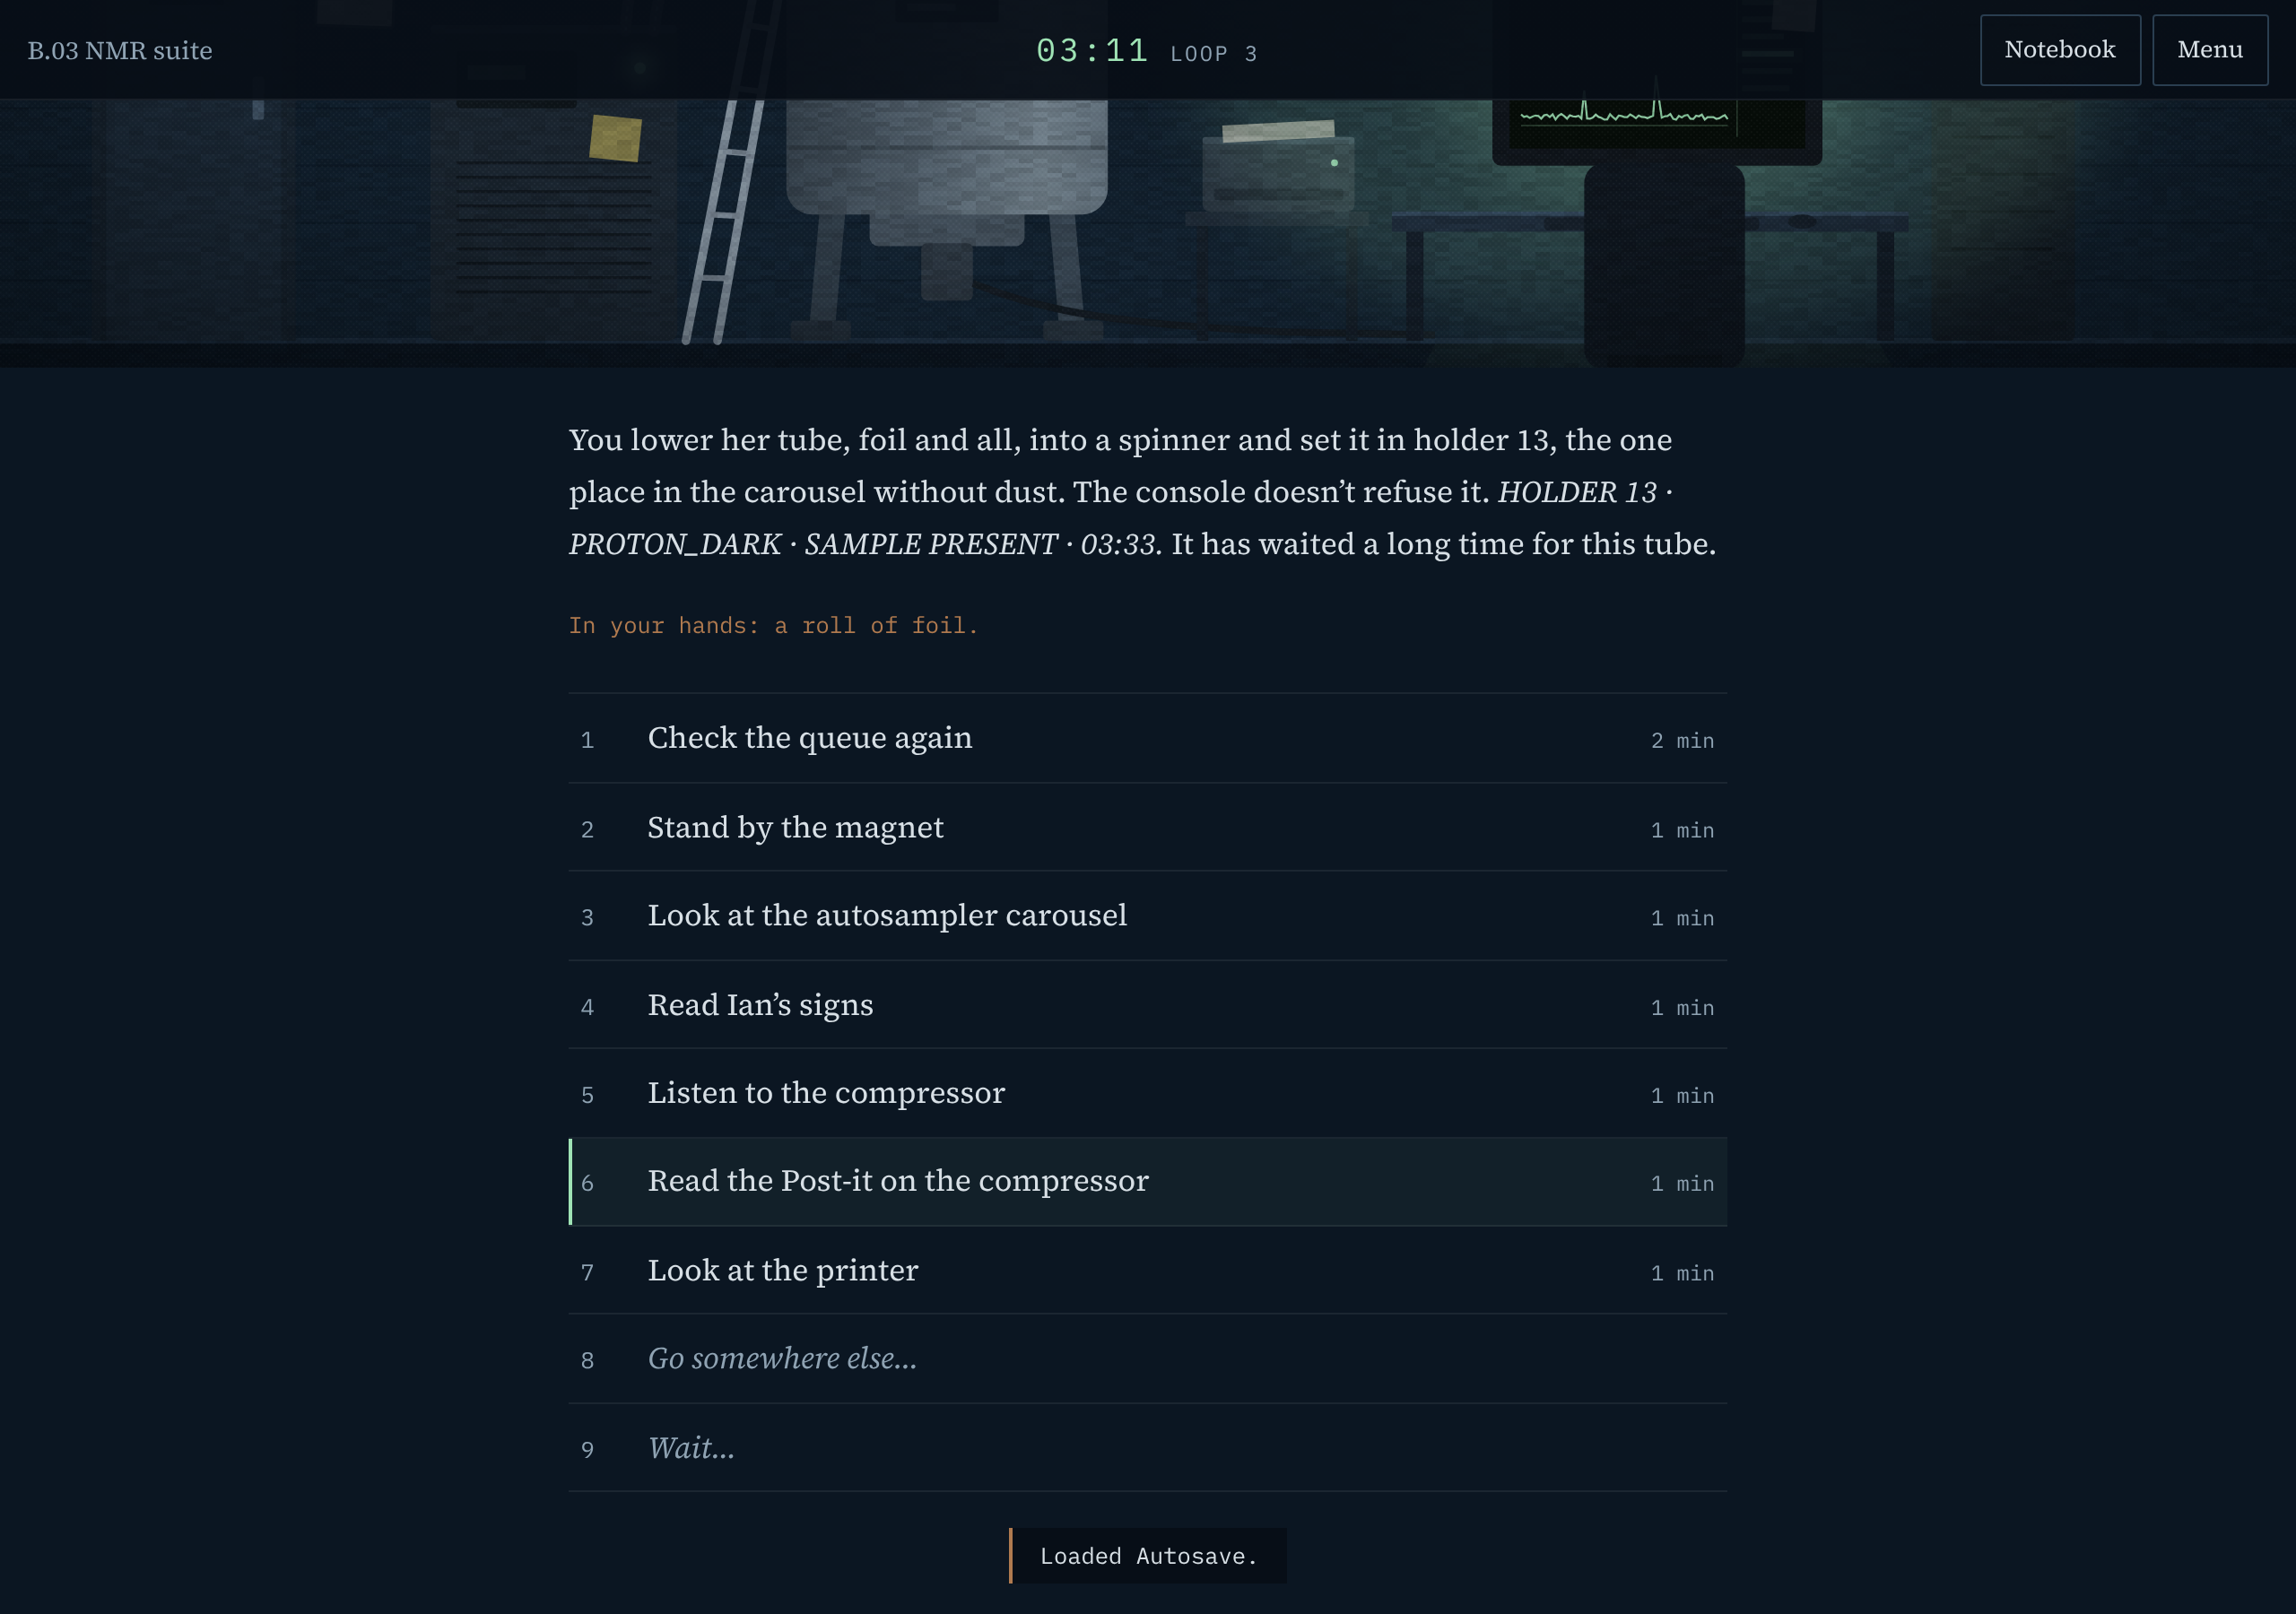 B.03 NMR suite
03:11 LOOP 3
Notebook
Menu
You lower her tube, foil and all, into a spinner and set it in holder 13, the one
place in the carousel without dust. The console doesn’t refuse it. HOLDER 13 ·
PROTON_DARK · SAMPLE PRESENT · 03:33. It has waited a long time for this tube.
In your hands: a roll of foil.
1 Check the queue again 2 min
2 Stand by the magnet 1 min
3 Look at the autosampler carousel 1 min
4 Read Ian’s signs 1 min
5 Listen to the compressor 1 min
6 Read the Post-it on the compressor 1 min
7 Look at the printer 1 min
8 Go somewhere else…
9 Wait…
Loaded Autosave.